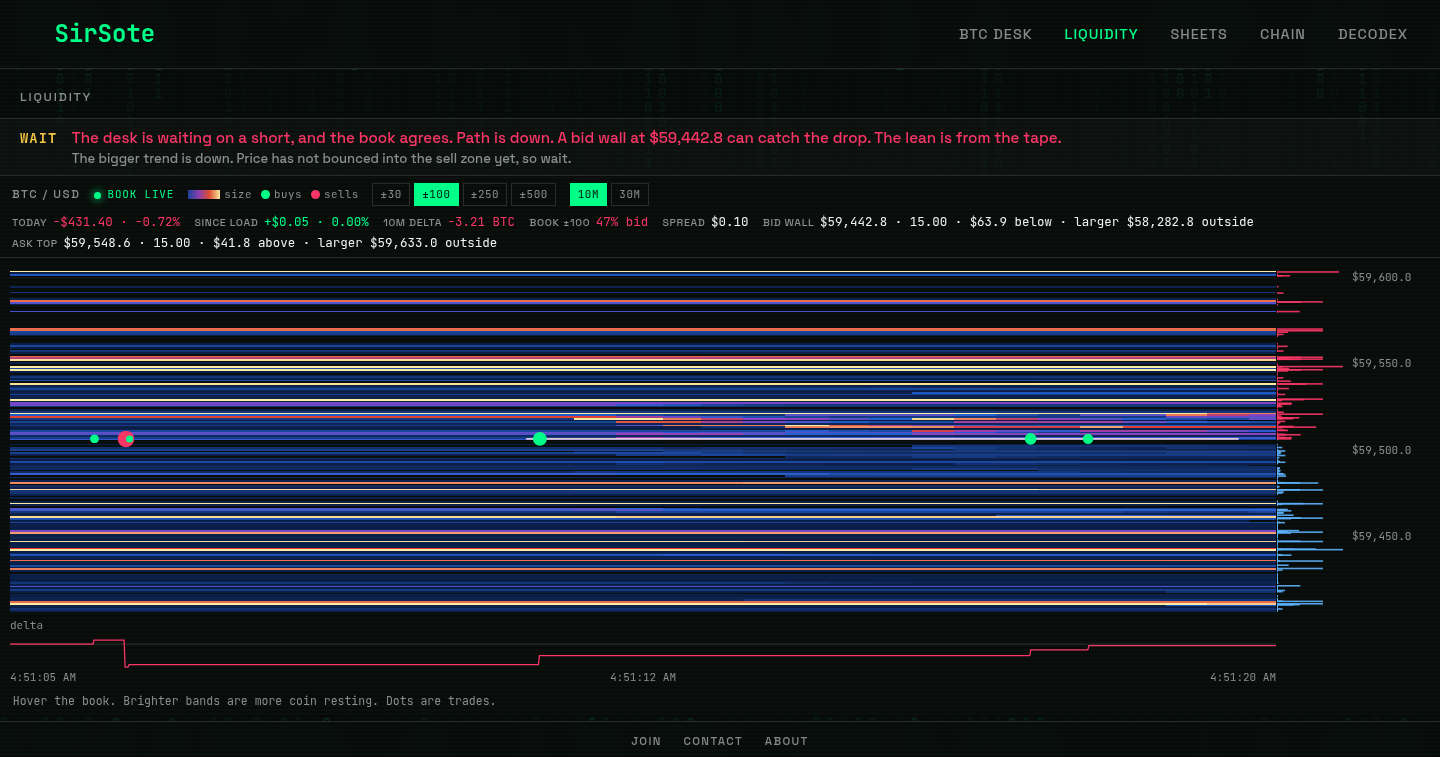 SirSote
BTC DESK LIQUIDITY SHEETS CHAIN DECODEX
LIQUIDITY
WAIT The desk is waiting on a short, and the book agrees. Path is down. A bid wall at $59,442.8 can catch the drop. The lean is from the tape.
The bigger trend is down. Price has not bounced into the sell zone yet, so wait.
BTC / USD BOOK LIVE size buys sells ±30 ±100 ±250 ±500 10M 30M
TODAY -$431.40 · -0.72% SINCE LOAD +$0.05 · 0.00% 10M DELTA -3.21 BTC BOOK ±100 47% bid SPREAD $0.10 BID WALL $59,442.8 · 15.00 · $63.9 below · larger $58,282.8 outside
ASK TOP $59,548.6 · 15.00 · $41.8 above · larger $59,633.0 outside
$59,600.0
$59,550.0
$59,500.0
$59,450.0
delta
4:51:05 AM 4:51:12 AM 4:51:20 AM
Hover the book. Brighter bands are more coin resting. Dots are trades.
JOIN CONTACT ABOUT